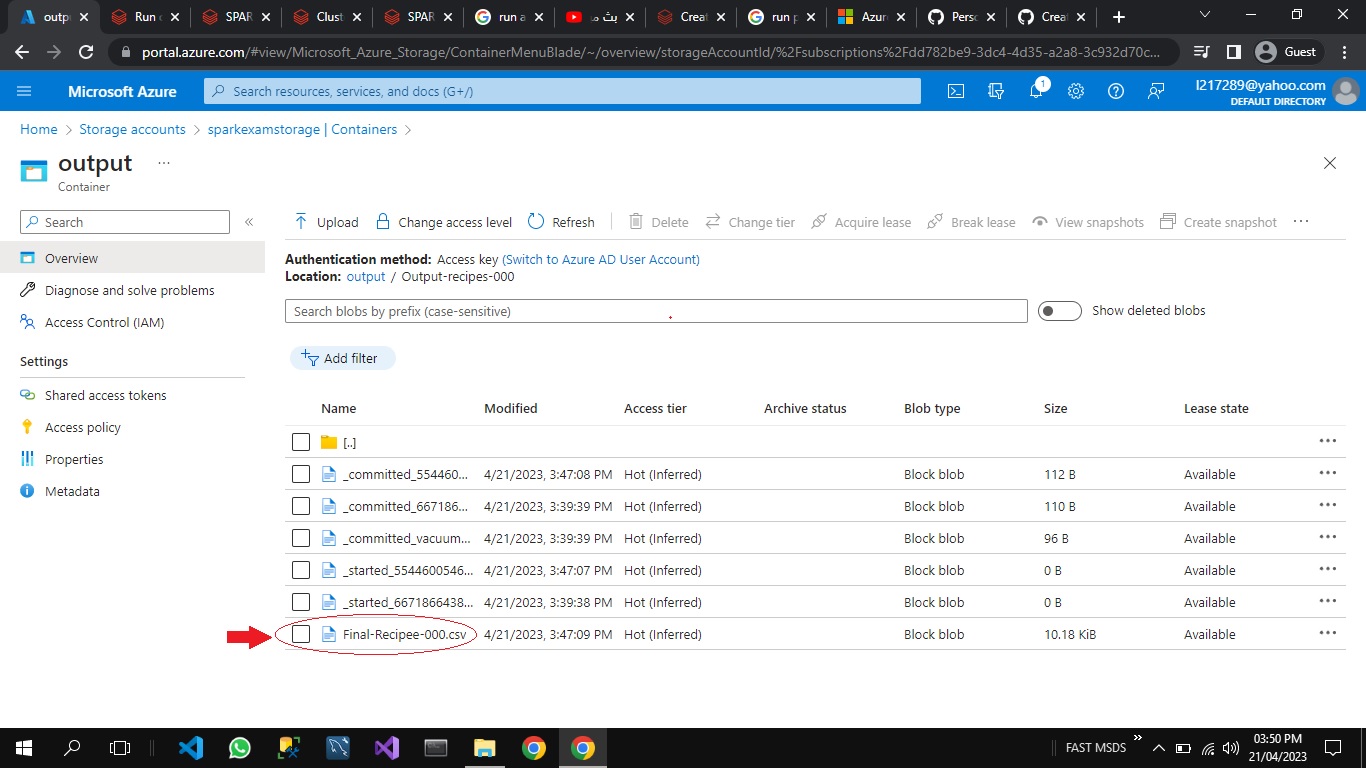 outpu
Run c
SPAR
Clust
SPAR
run a
بث ما
Creat
run p
Azure
Persc
Creat
portal.azure.com/#view/Microsoft_Azure_Storage/ContainerMenuBlade/~/overview/storageAccountId/%2Fsubscriptions%2Fdd782be9-3dc4-4d35-a2a8-3c932d70c...
Guest
Microsoft Azure
Search resources, services, and docs (G+/)
1
l217289@yahoo.com
DEFAULT DIRECTORY
Home > Storage accounts > sparkexamstorage | Containers >
output ...
Container
Search «
Upload Change access level Refresh Delete Change tier Acquire lease Break lease View snapshots Create snapshot ...
Overview
Diagnose and solve problems
Access Control (IAM)
Settings
Shared access tokens
Access policy
Properties
Metadata
Authentication method: Access key (Switch to Azure AD User Account)
Location: output / Output-recipes-000
Search blobs by prefix (case-sensitive)
Show deleted blobs
Add filter
Name Modified Access tier Archive status Blob type Size Lease state
[..]
_committed_554460... 4/21/2023, 3:47:08 PM Hot (Inferred) Block blob 112 B Available
_committed_667186... 4/21/2023, 3:39:39 PM Hot (Inferred) Block blob 110 B Available
_committed_vacuum... 4/21/2023, 3:39:39 PM Hot (Inferred) Block blob 96 B Available
_started_5544600546... 4/21/2023, 3:47:07 PM Hot (Inferred) Block blob 0 B Available
_started_6671866438... 4/21/2023, 3:39:38 PM Hot (Inferred) Block blob 0 B Available
Final-Recipee-000.csv 4/21/2023, 3:47:09 PM Hot (Inferred) Block blob 10.18 KiB Available
FAST MSDS
03:50 PM
21/04/2023